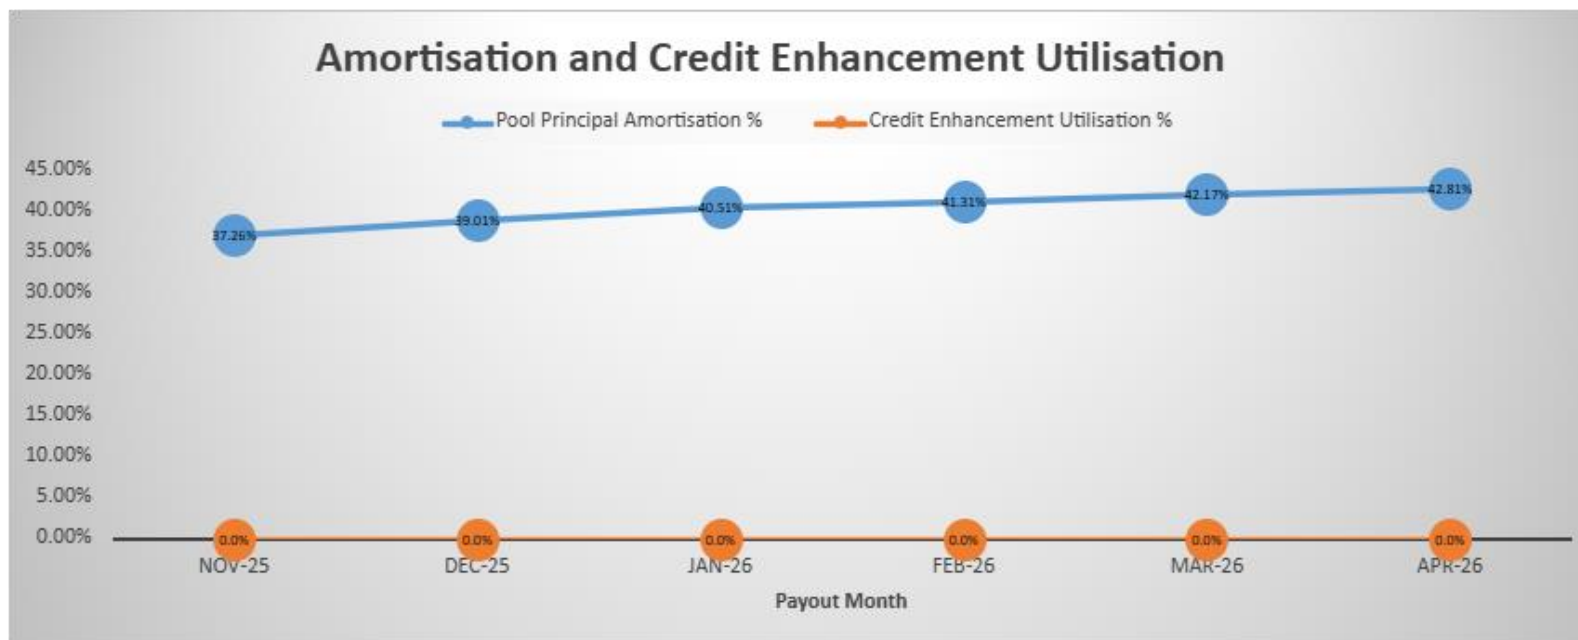 Amortisation and Credit Enhancement Utilisation
Pool Principal Amortisation % Credit Enhancement Utilisation %
45.00%
40.00%
35.00%
30.00%
25.00%
20.00%
15.00%
10.00%
5.00%
0.00%
37.26% 39.01% 40.51% 41.31% 42.17% 42.81%
0.0% 0.0% 0.0% 0.0% 0.0% 0.0%
NOV-25 DEC-25 JAN-26 FEB-26 MAR-26 APR-26
Payout Month